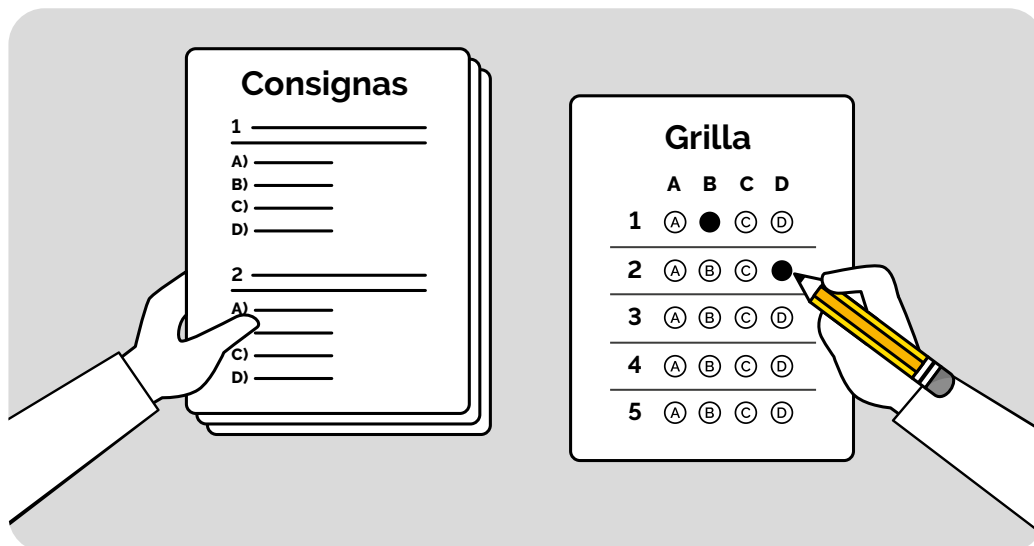 Consignas
1
A)
B)
C)
D)
2
A)
C)
D)
Grilla
A B C D
1 A C D
2 A B C
3 A B C D
4 A B C D
5 A B C D